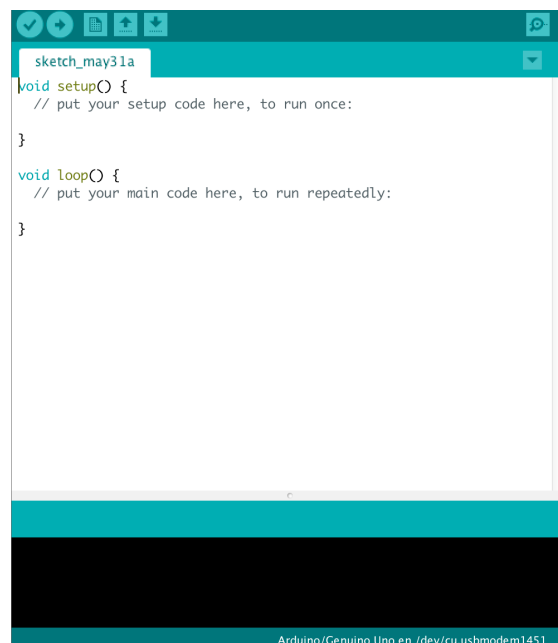 sketch_may31a
void setup() {
// put your setup code here, to run once:
}
void loop() {
// put your main code here, to run repeatedly:
}
Arduino/Genuino Uno en /dev/cu.usbmodem1451